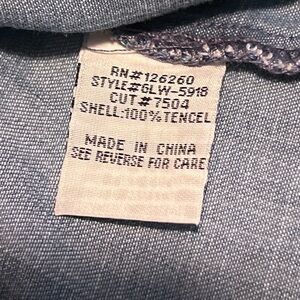 RN#126260
STYLE#GLW-5918
CUT#7504
SHELL:100%TENCEL
MADE IN CHINA
SEE REVERSE FOR CARE